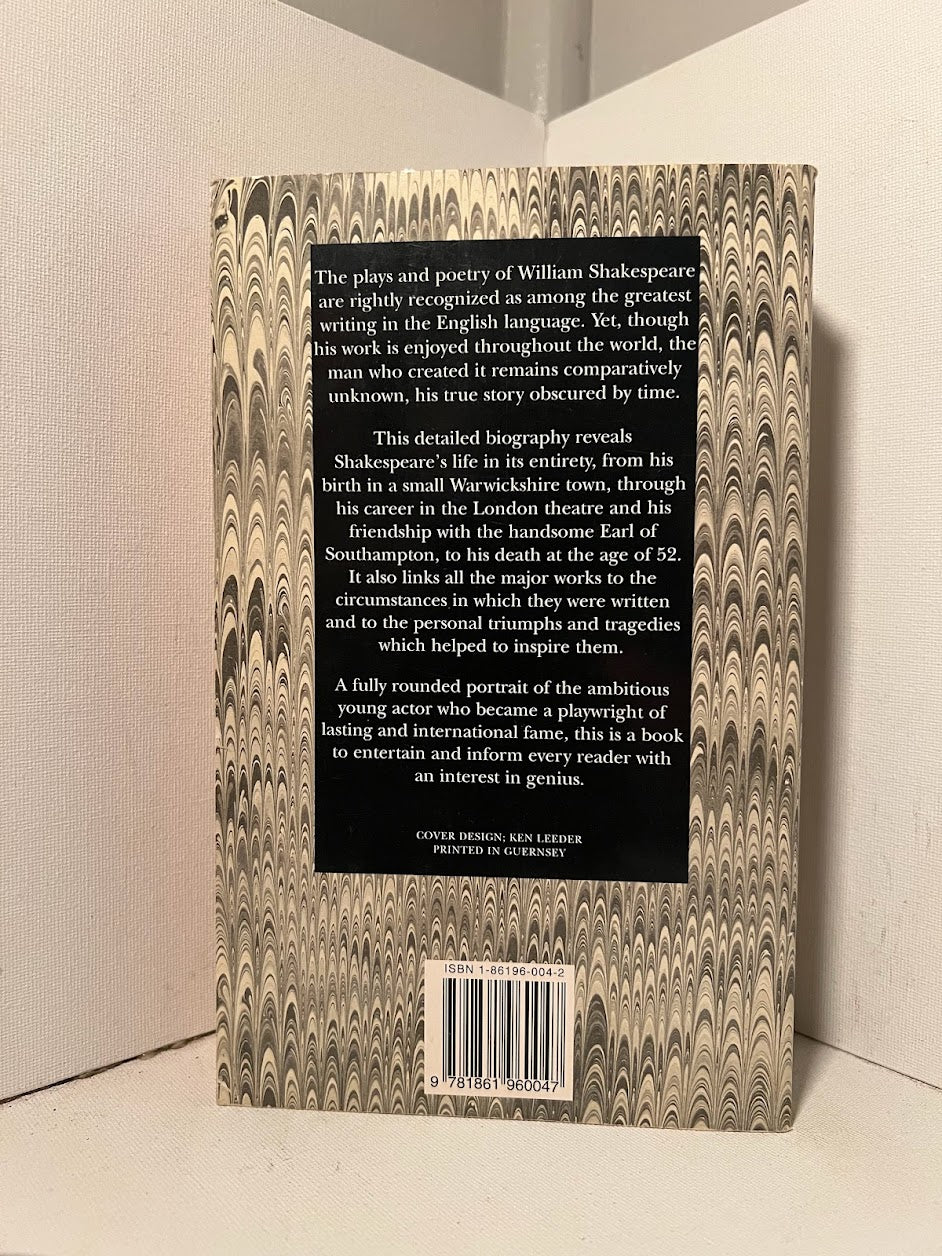 The plays and poetry of William Shakespeare
are rightly recognized as among the greatest
writing in the English language. Yet, though
his work is enjoyed throughout the world, the
man who created it remains comparatively
unknown, his true story obscured by time.
This detailed biography reveals
Shakespeare's life in its entirety, from his
birth in a small Warwickshire town, through
his career in the London theatre and his
friendship with the handsome Earl of
Southampton, to his death at the age of 52.
It also links all the major works to the
circumstances in which they were written
and to the personal triumphs and tragedies
which helped to inspire them.
A fully rounded portrait of the ambitious
young actor who became a playwright of
lasting and international fame, this is a book
to entertain and inform every reader with
an interest in genius.
COVER DESIGN; KEN LEEDER
PRINTED IN GUERNSEY
ISBN 1-86196-004-2
9 781861 960047